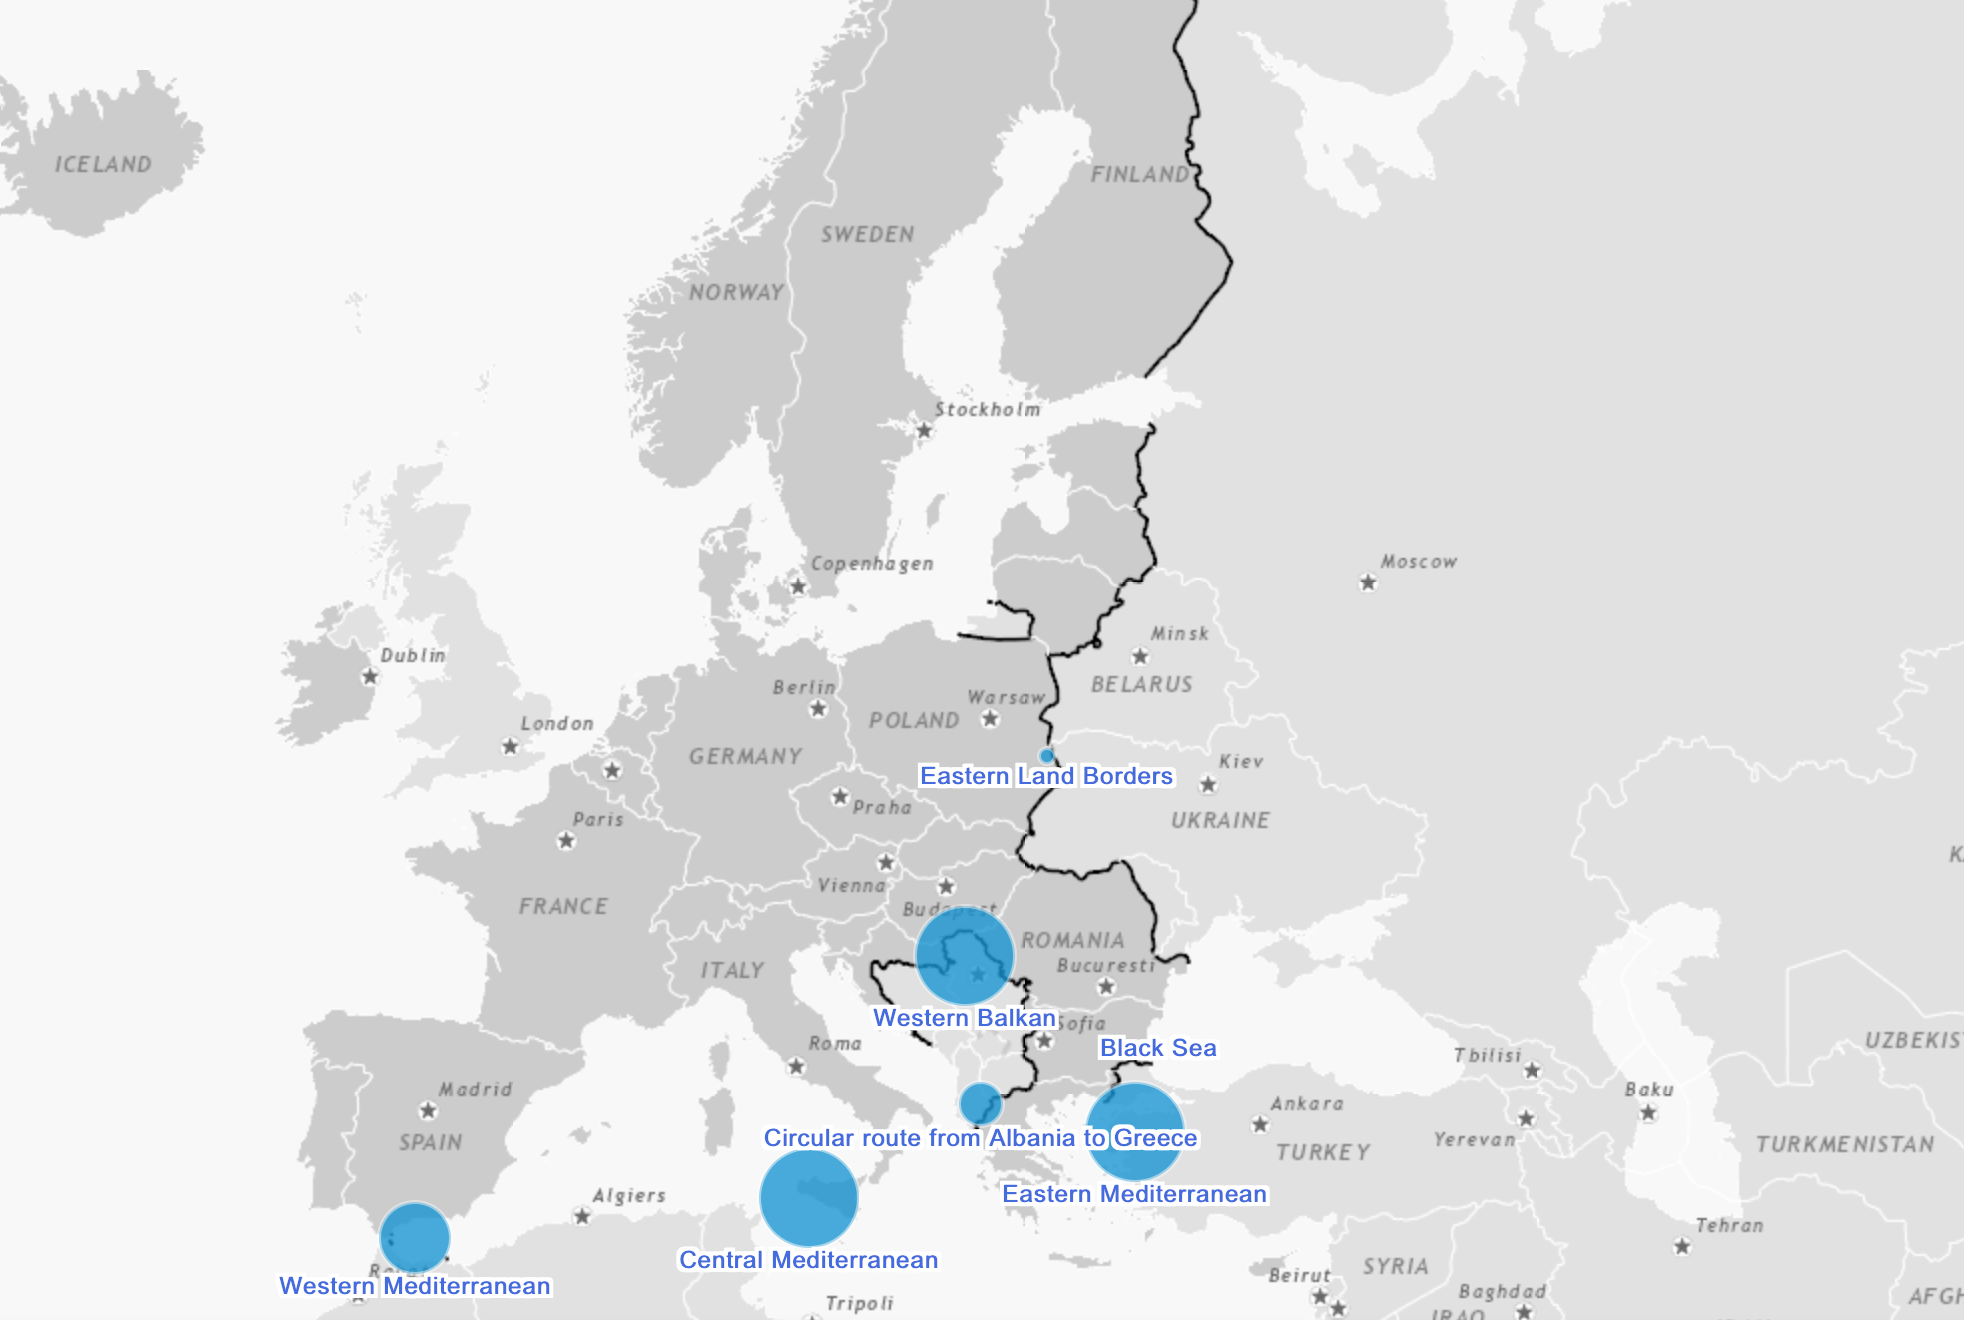 ICELAND
FINLAND
SWEDEN
NORWAY
Stockholm
Moscow
Copenhagen
Minsk
Dublin
BELARUS
Berlin
Warsaw
POLAND
London
GERMANY
Kiev
Eastern Land Borders
Praha
Paris
UKRAINE
Vienna
FRANCE
Budapest
ROMANIA
Bucuresti
ITALY
Western Balkan
Sofia
Roma
Black Sea
UZBEKIS
Tbilisi
Madrid
Baku
Ankara
SPAIN
Circular route from Albania to Greece
Yerevan
TURKMENISTAN
TURKEY
Algiers
Eastern Mediterranean
Tehran
Central Mediterranean
SYRIA
Western Mediterranean
Beirut
Baghdad
AFGH
Tripoli